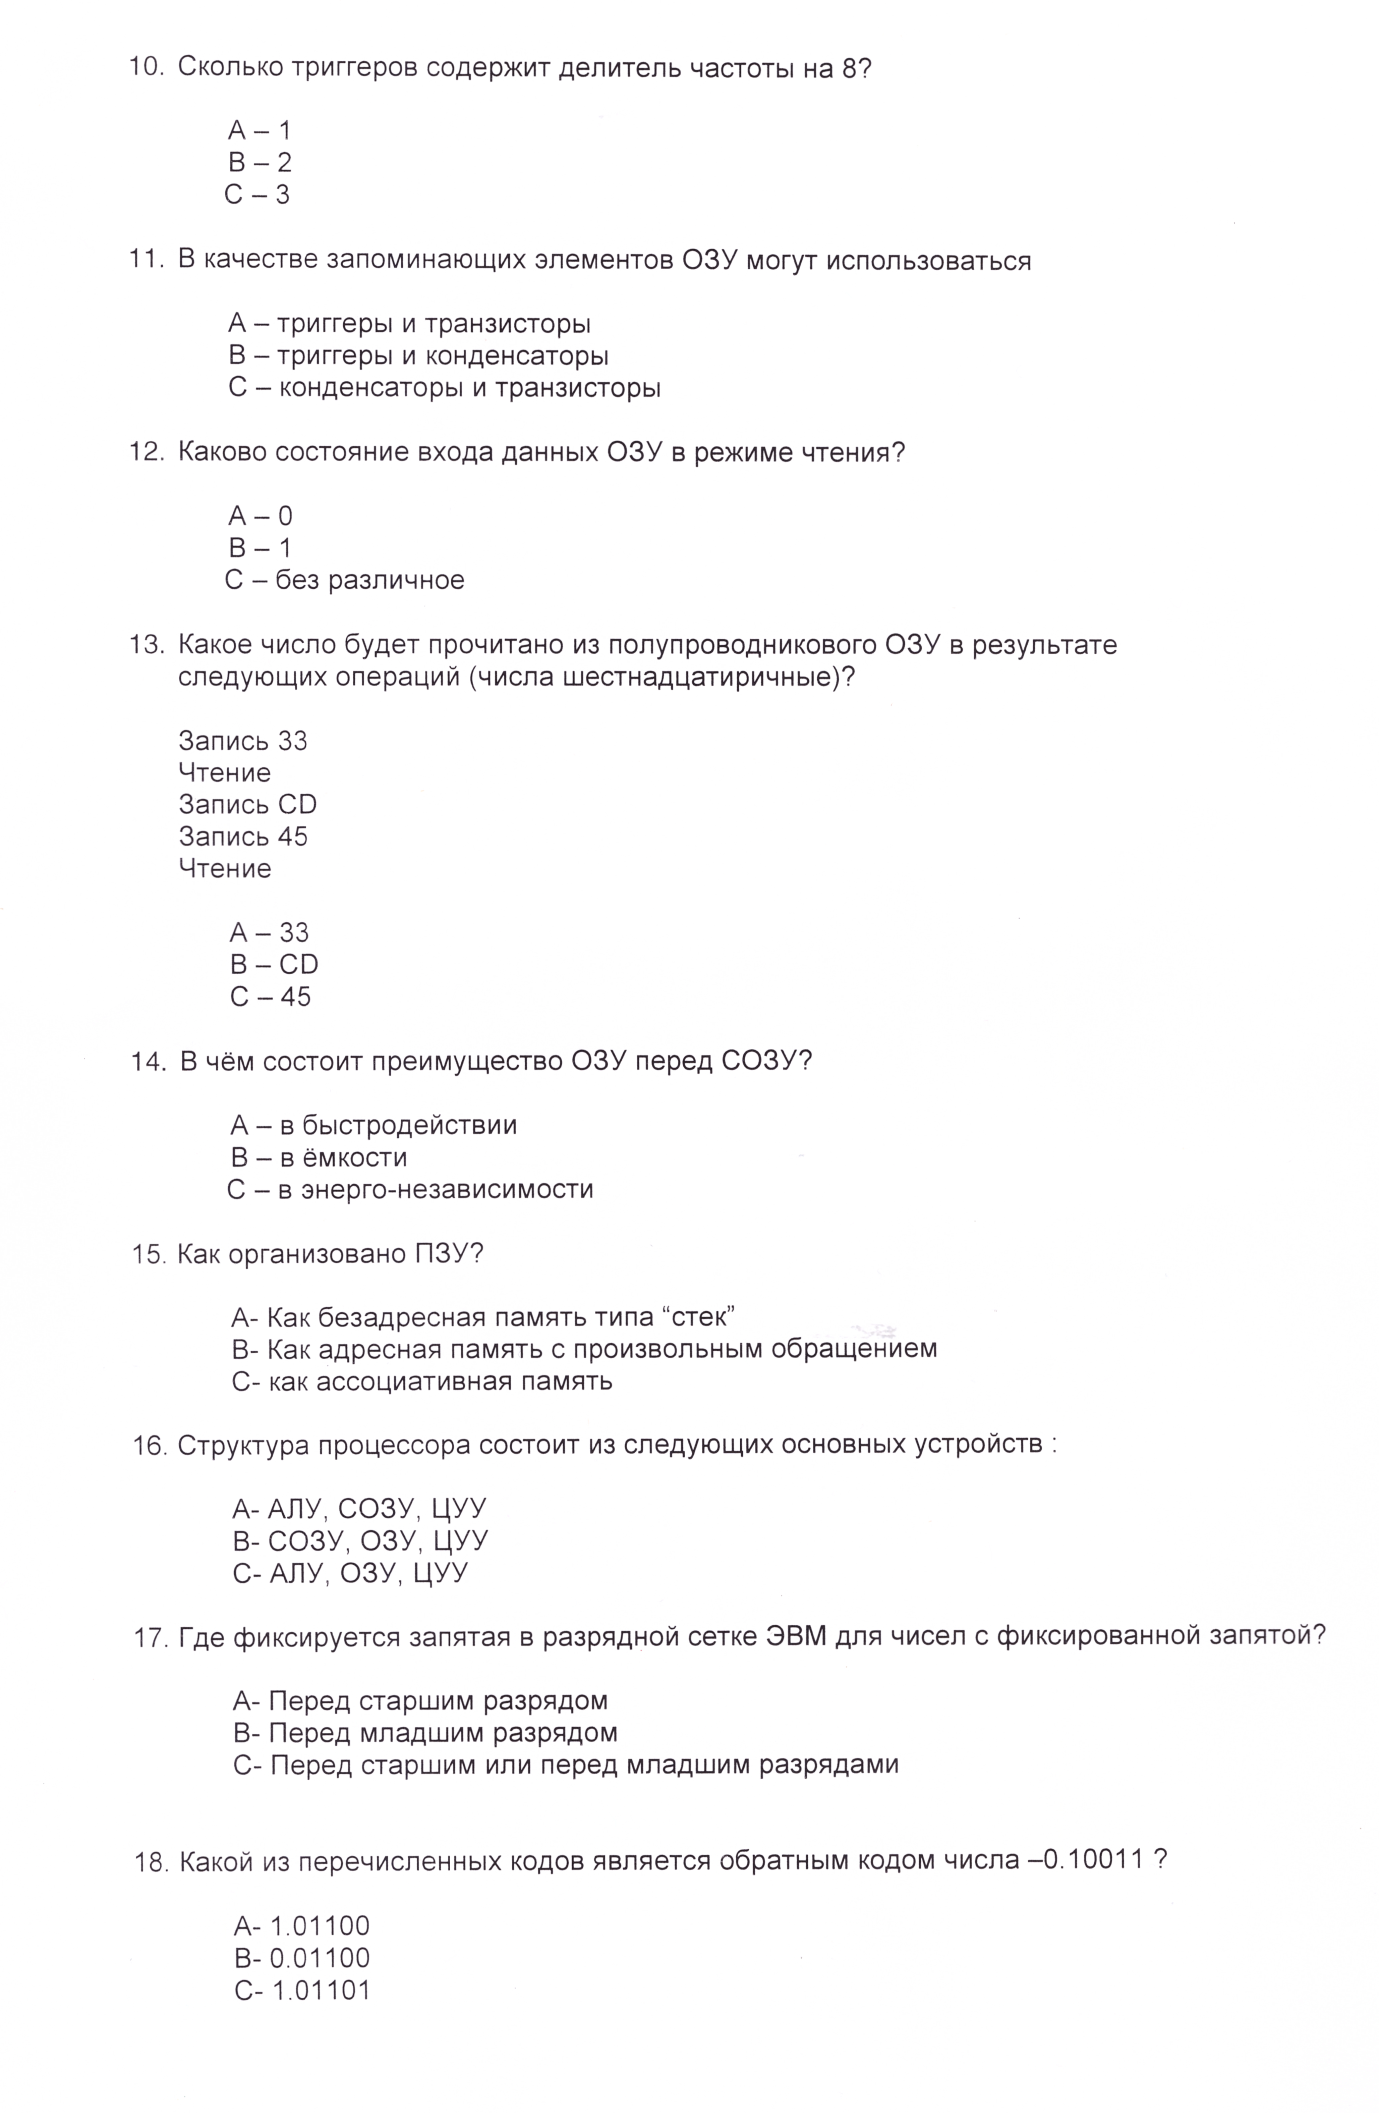 10. Сколько триггеров содержит делитель частоты на 8?
A – 1
B – 2
C – 3
11. В качестве запоминающих элементов ОЗУ могут использоваться
A – триггеры и транзисторы
B – триггеры и конденсаторы
C – конденсаторы и транзисторы
12. Каково состояние входа данных ОЗУ в режиме чтения?
A – 0
B – 1
C – без различное
13. Какое число будет прочитано из полупроводникового ОЗУ в результате
следующих операций (числа шестнадцатиричные)?
Запись 33
Чтение
Запись CD
Запись 45
Чтение
A – 33
B – CD
C – 45
14. В чём состоит преимущество ОЗУ перед СОЗУ?
A – в быстродействии
B – в ёмкости
C – в энерго-независимости
15. Как организовано ПЗУ?
A- Как безадресная память типа “стек”
B- Как адресная память с произвольным обращением
C- как ассоциативная память
16. Структура процессора состоит из следующих основных устройств :
A- АЛУ, СОЗУ, ЦУУ
B- СОЗУ, ОЗУ, ЦУУ
C- АЛУ, ОЗУ, ЦУУ
17. Где фиксируется запятая в разрядной сетке ЭВМ для чисел с фиксированной запятой?
A- Перед старшим разрядом
B- Перед младшим разрядом
C- Перед старшим или перед младшим разрядами
18. Какой из перечисленных кодов является обратным кодом числа –0.10011 ?
A- 1.01100
B- 0.01100
C- 1.01101